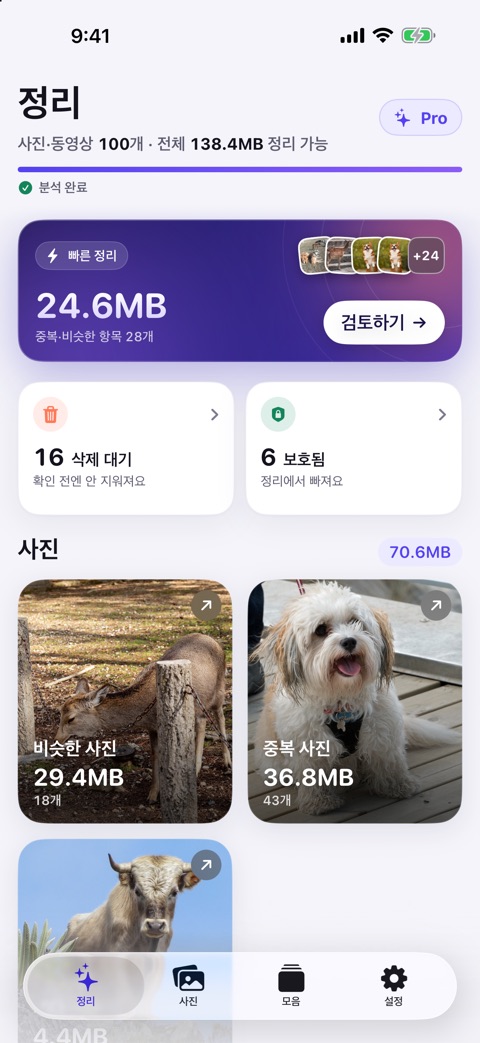 9:41
정리
Pro
사진·동영상 100개 · 전체 138.4MB 정리 가능
분석 완료
빠른 정리
+24
24.6MB
중복·비슷한 항목 28개
검토하기 →
16 삭제 대기
확인 전엔 안 지워져요
6 보호됨
정리에서 빠져요
사진
70.6MB
비슷한 사진
29.4MB
18개
중복 사진
36.8MB
43개
4.4MB
정리
사진
모음
설정